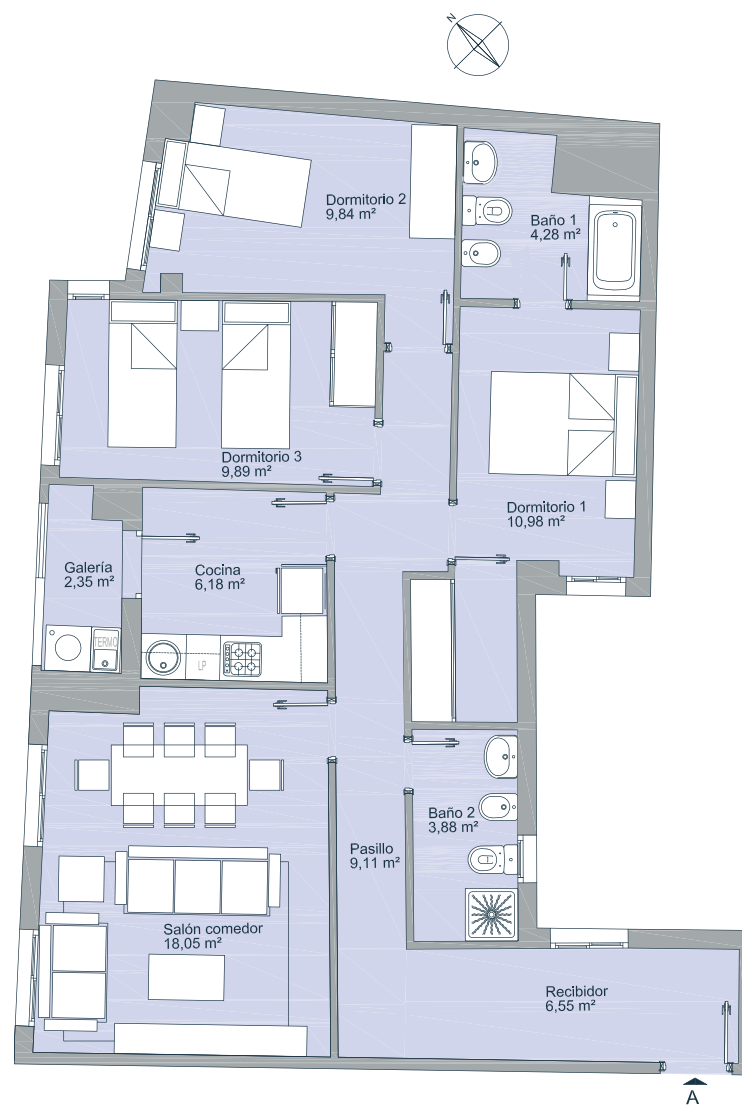 N
Dormitorio 2
9,84 m²
Baño 1
4,28 m²
Dormitorio 3
9,89 m²
Dormitorio 1
10,98 m²
Galería
2,35 m²
Cocina
6,18 m²
TERMO
LP
Baño 2
3,88 m²
Pasillo
9,11 m²
Salón comedor
18,05 m²
Recibidor
6,55 m²
A